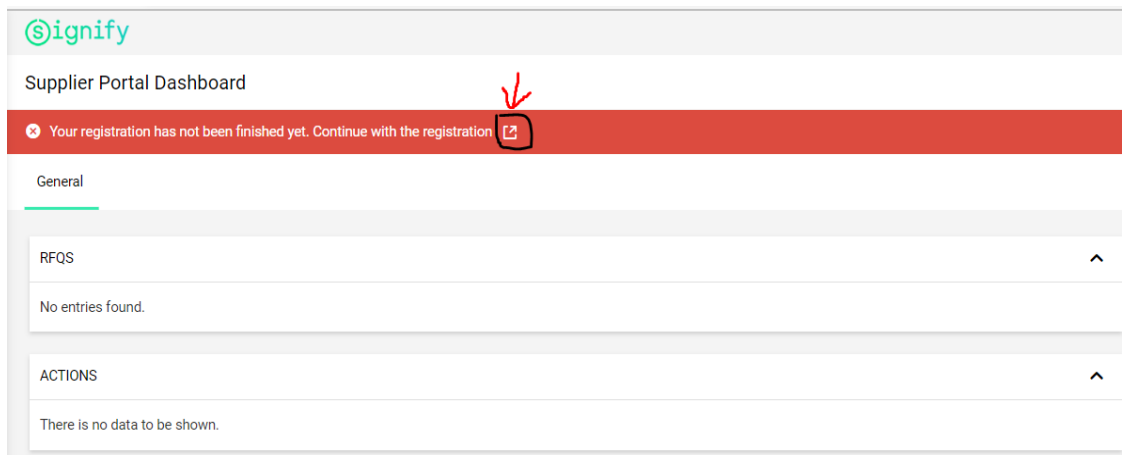 signify
Supplier Portal Dashboard
Your registration has not been finished yet. Continue with the registration
General
RFQS
No entries found.
ACTIONS
There is no data to be shown.